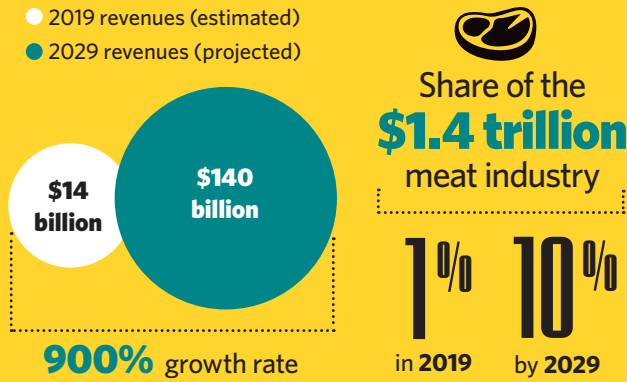 2019 revenues (estimated)
2029 revenues (projected)
$14
billion
$140
billion
900% growth rate
Share of the
$1.4 trillion
meat industry
1% 10%
in 2019 by 2029